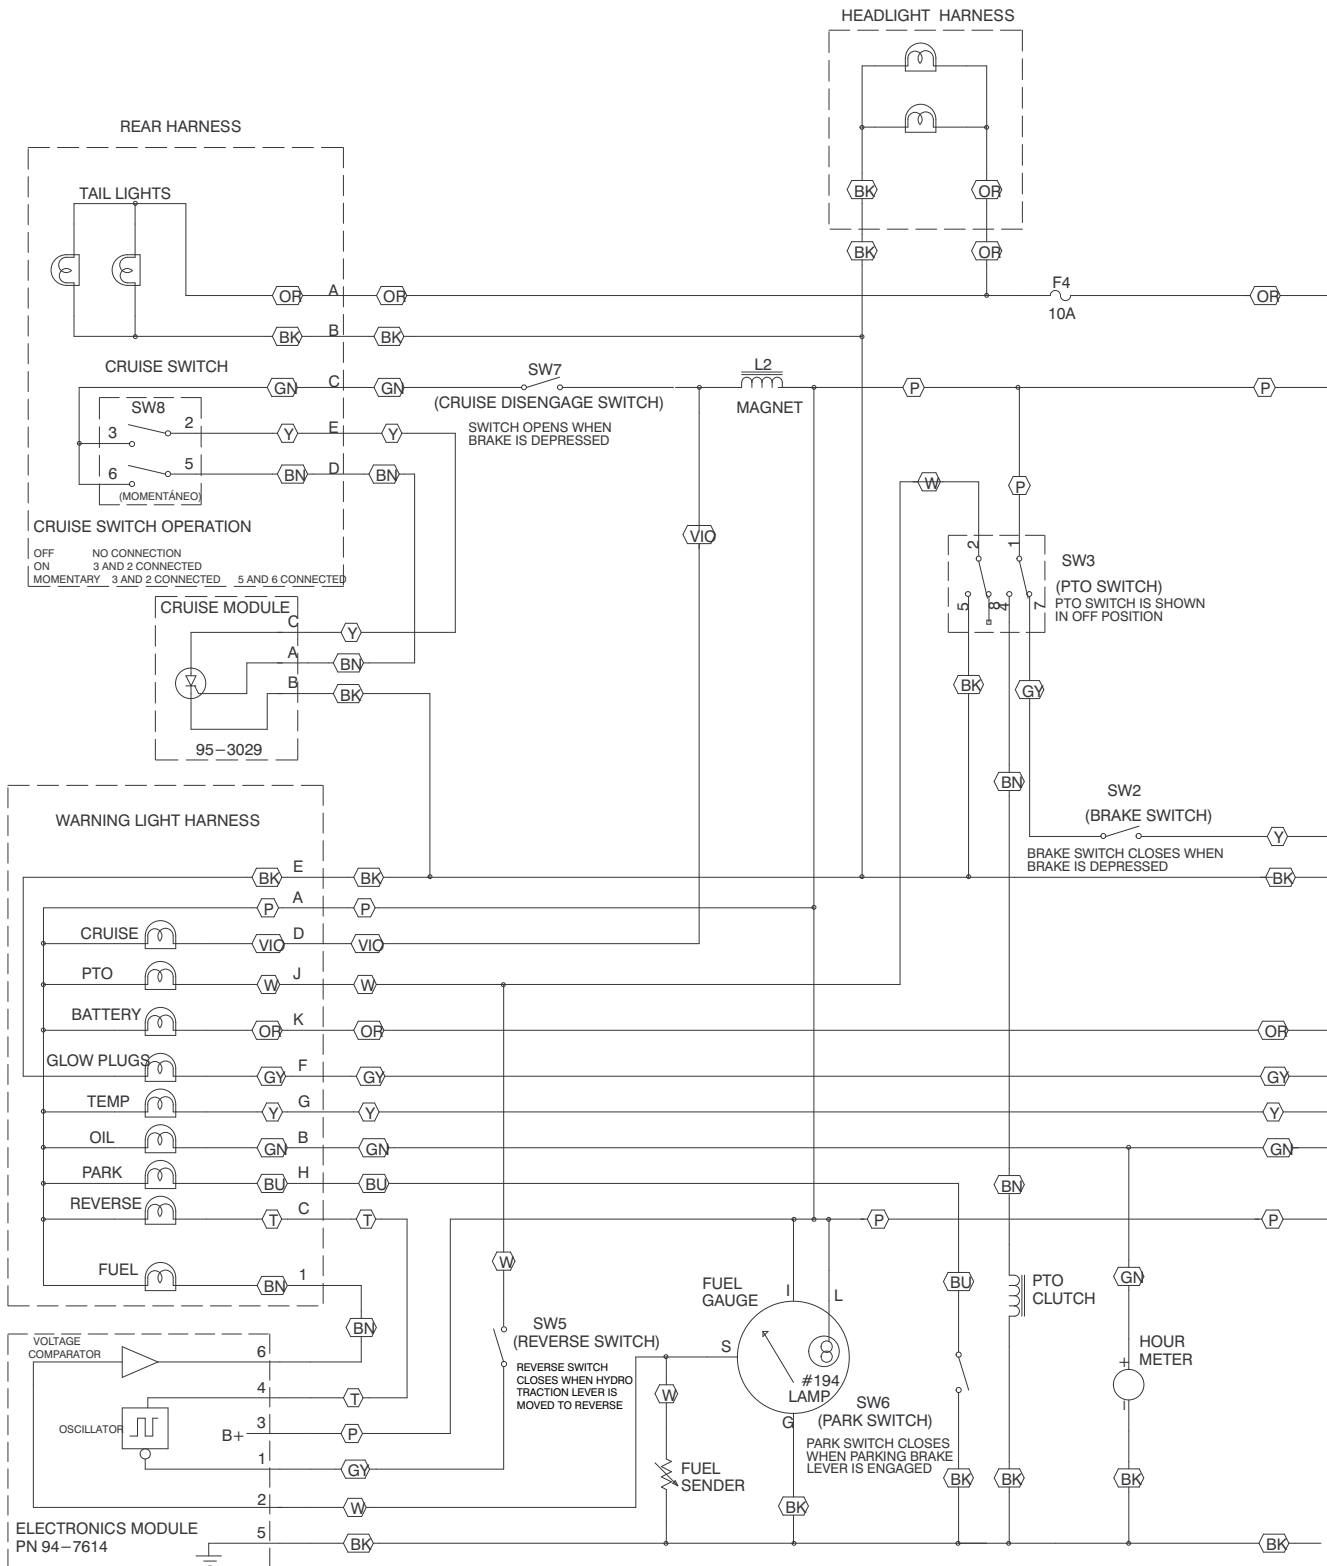 HEADLIGHT HARNESS
REAR HARNESS
TAIL LIGHTS
BK OR
BK OR
F4
10A
OR A OR OR
BK B BK
CRUISE SWITCH
GN C GN
SW7
(CRUISE DISENGAGE SWITCH)
SWITCH OPENS WHEN
BRAKE IS DEPRESSED
L2
MAGNET
P P
SW8
3 2 Y E Y
6 5 BN D BN
(MOMENTÁNEO)
CRUISE SWITCH OPERATION
OFF NO CONNECTION
ON 3 AND 2 CONNECTED
MOMENTARY 3 AND 2 CONNECTED 5 AND 6 CONNECTED
W P
VIO
2 1
5 8 4 7
SW3
(PTO SWITCH)
PTO SWITCH IS SHOWN
IN OFF POSITION
CRUISE MODULE
C Y
A BN
B BK
95-3029
BK GY
BN
SW2
(BRAKE SWITCH)
Y
BRAKE SWITCH CLOSES WHEN
BRAKE IS DEPRESSED
WARNING LIGHT HARNESS
BK E BK BK
P A P
CRUISE VIO D VIO
PTO W J W
BATTERY OR K OR OR
GLOW PLUGS GY F GY GY
TEMP Y G Y Y
OIL GN B GN GN
PARK BU H BU BN
REVERSE T C T P P
FUEL BN 1
BN
W
SW5
(REVERSE SWITCH)
REVERSE SWITCH
CLOSES WHEN HYDRO
TRACTION LEVER IS
MOVED TO REVERSE
FUEL
GAUGE
I L
S
#194
LAMP
G
BU
PTO
CLUTCH
GN
HOUR
METER
+
I
SW6
(PARK SWITCH)
PARK SWITCH CLOSES
WHEN PARKING BRAKE
LEVER IS ENGAGED
W
FUEL
SENDER
BK BK BK BK
VOLTAGE
COMPARATOR
6
4 T
OSCILLATOR
B+ 3 P
1 GY
2 W
ELECTRONICS MODULE
PN 94-7614
5 BK BK